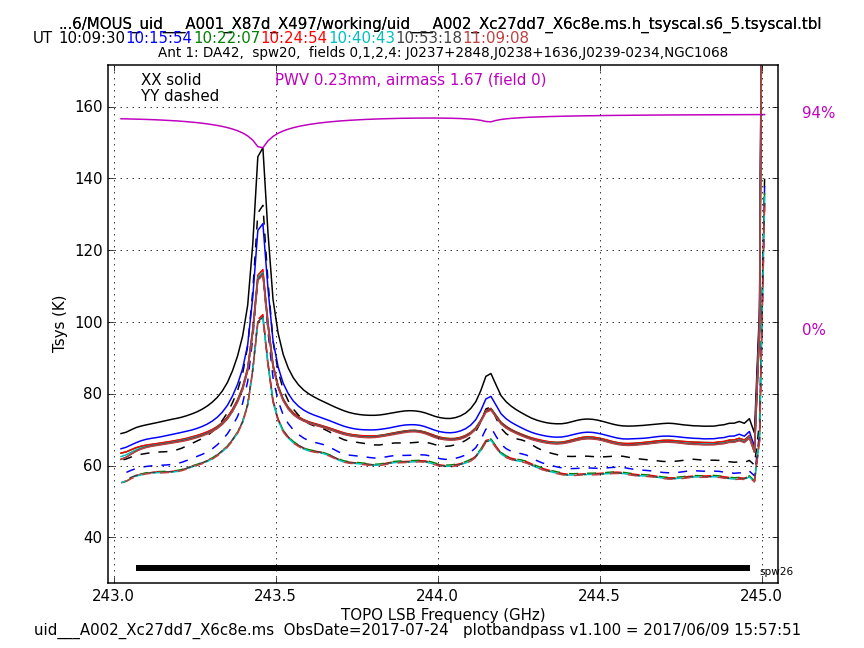 ...6/MOUS_uid___A001_X87d_X497/working/uid___A002_Xc27dd7_X6c8e.ms.h_tsyscal.s6_5.tsyscal.tbl
UT 10:09:30 10:15:54 10:22:07 10:24:54 10:40:43 10:53:18 11:09:08
Ant 1: DA42, spw20, fields 0,1,2,4: J0237+2848,J0238+1636,J0239-0234,NGC1068
XX solid
PWV 0.23mm, airmass 1.67 (field 0)
YY dashed
160
94%
140
120
Tsys (K)
100
0%
80
60
40
spw26
243.0 243.5 244.0 244.5 245.0
TOPO LSB Frequency (GHz)
uid___A002_Xc27dd7_X6c8e.ms ObsDate=2017-07-24 plotbandpass v1.100 = 2017/06/09 15:57:51